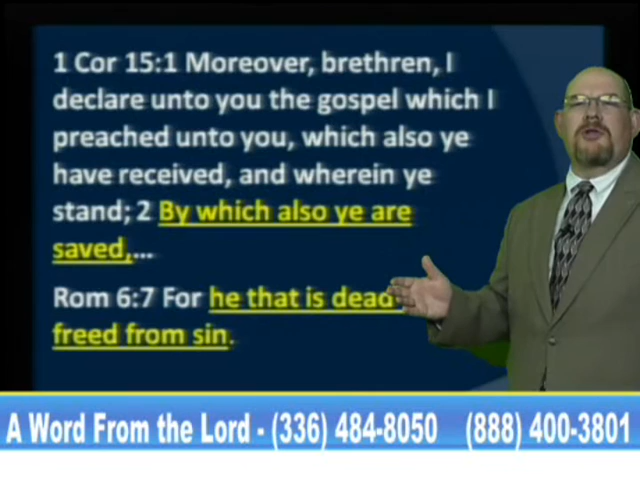 1 Cor 15:1 Moreover, brethren, I
declare unto you the gospel which I
preached unto you, which also ye
have received, and wherein ye
stand; 2 By which also ye are
saved,...
Rom 6:7 For he that is dead
freed from sin.
A Word From the Lord - (336) 484-8050 (888) 400-3801